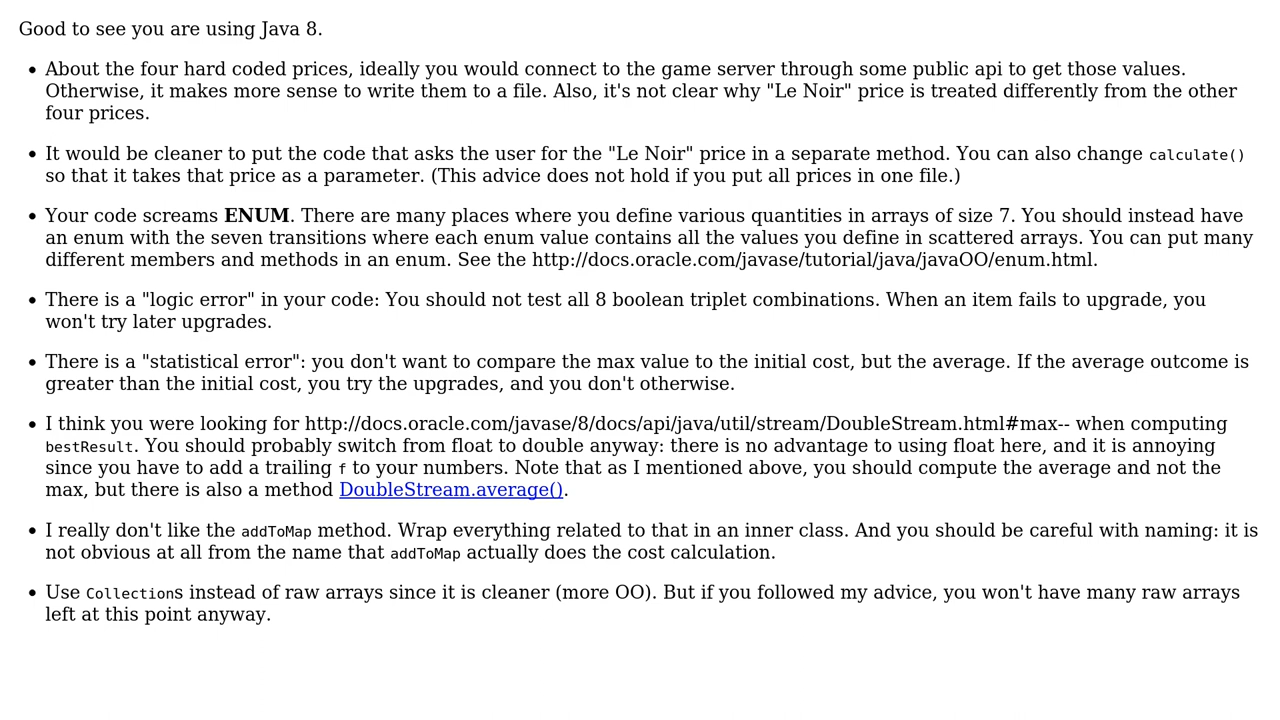 Good to see you are using Java 8.
• About the four hard coded prices, ideally you would connect to the game server through some public api to get those values.
Otherwise, it makes more sense to write them to a file. Also, it's not clear why "Le Noir" price is treated differently from the other
four prices.
• It would be cleaner to put the code that asks the user for the "Le Noir" price in a separate method. You can also change calculate()
so that it takes that price as a parameter. (This advice does not hold if you put all prices in one file.)
• Your code screams ENUM. There are many places where you define various quantities in arrays of size 7. You should instead have
an enum with the seven transitions where each enum value contains all the values you define in scattered arrays. You can put many
different members and methods in an enum. See the http://docs.oracle.com/javase/tutorial/java/javaOO/enum.html.
• There is a "logic error" in your code: You should not test all 8 boolean triplet combinations. When an item fails to upgrade, you
won't try later upgrades.
• There is a "statistical error": you don't want to compare the max value to the initial cost, but the average. If the average outcome is
greater than the initial cost, you try the upgrades, and you don't otherwise.
• I think you were looking for http://docs.oracle.com/javase/8/docs/api/java/util/stream/DoubleStream.html#max-- when computing
bestResult. You should probably switch from float to double anyway: there is no advantage to using float here, and it is annoying
since you have to add a trailing f to your numbers. Note that as I mentioned above, you should compute the average and not the
max, but there is also a method DoubleStream.average().
• I really don't like the addToMap method. Wrap everything related to that in an inner class. And you should be careful with naming: it is
not obvious at all from the name that addToMap actually does the cost calculation.
• Use Collections instead of raw arrays since it is cleaner (more OO). But if you followed my advice, you won't have many raw arrays
left at this point anyway.